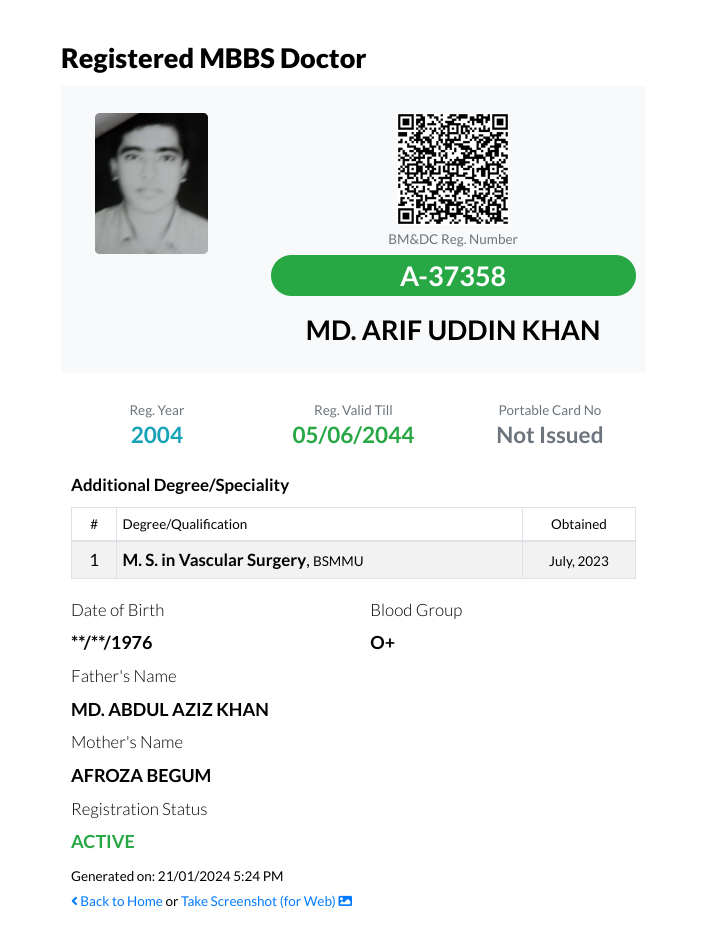 Registered MBBS Doctor
BM&DC Reg. Number
A-37358
MD. ARIF UDDIN KHAN
Reg. Year
Reg. Valid Till
Portable Card No
2004
05/06/2044
Not Issued
Additional Degree/Speciality
# Degree/Qualification Obtained
1 M. S. in Vascular Surgery, BSMMU July, 2023
Date of Birth
Blood Group
**/**/1976
O+
Father's Name
MD. ABDUL AZIZ KHAN
Mother's Name
AFROZA BEGUM
Registration Status
ACTIVE
Generated on: 21/01/2024 5:24 PM
Back to Home or Take Screenshot (for Web)